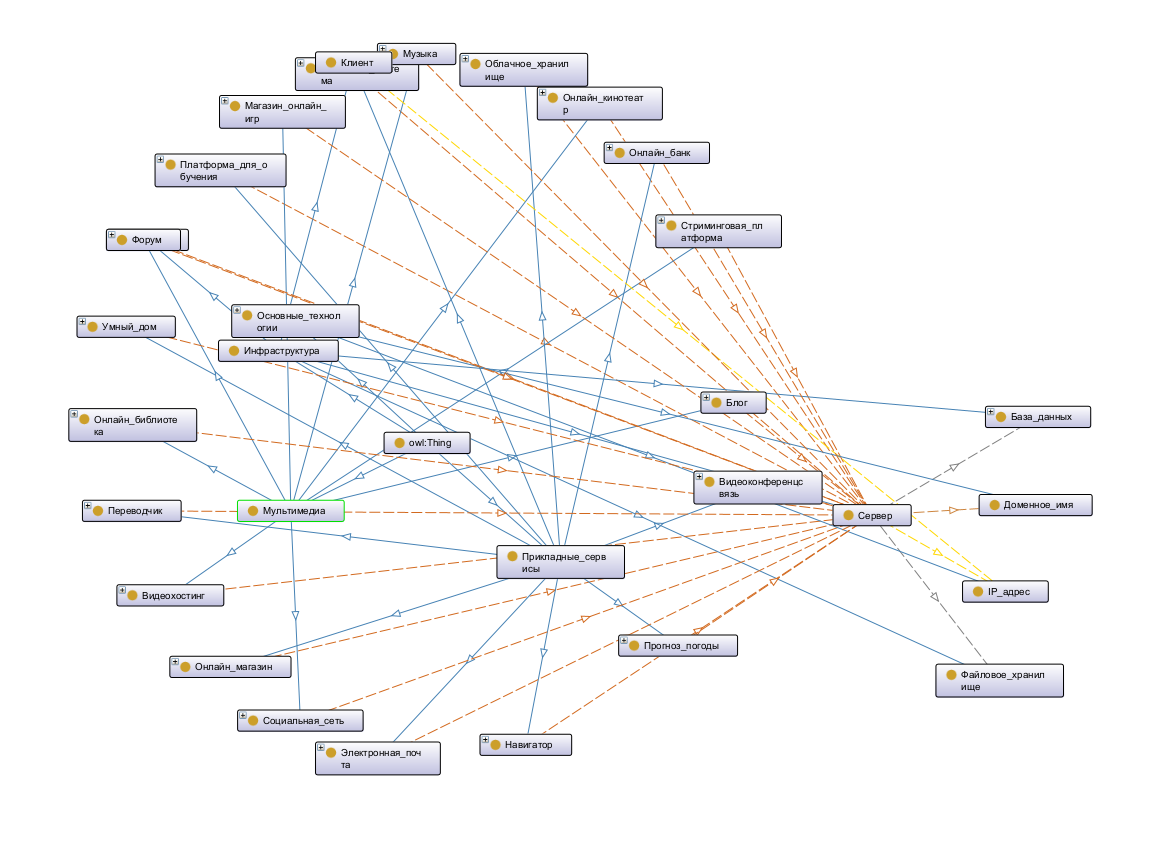 Музыка
Клиент
ма
Облачное_хранил
ище
Магазин_онлайн_
игр
Онлайн_кинотеат
р
Онлайн_банк
Платформа_для_о
бучения
Стриминговая_пл
атформа
Форум
Основные_технол
огии
Умный_дом
Инфраструктура
Блог
База_данных
Онлайн_библиоте
ка
owl:Thing
Видеоконференцс
вязь
Переводчик
Мультимедиа
Сервер
Доменное_имя
Прикладные_серв
исы
Видеохостинг
IP_адрес
Прогноз_погоды
Онлайн_магазин
Файловое_хранил
ище
Социальная_сеть
Электронная_поч
та
Навигатор